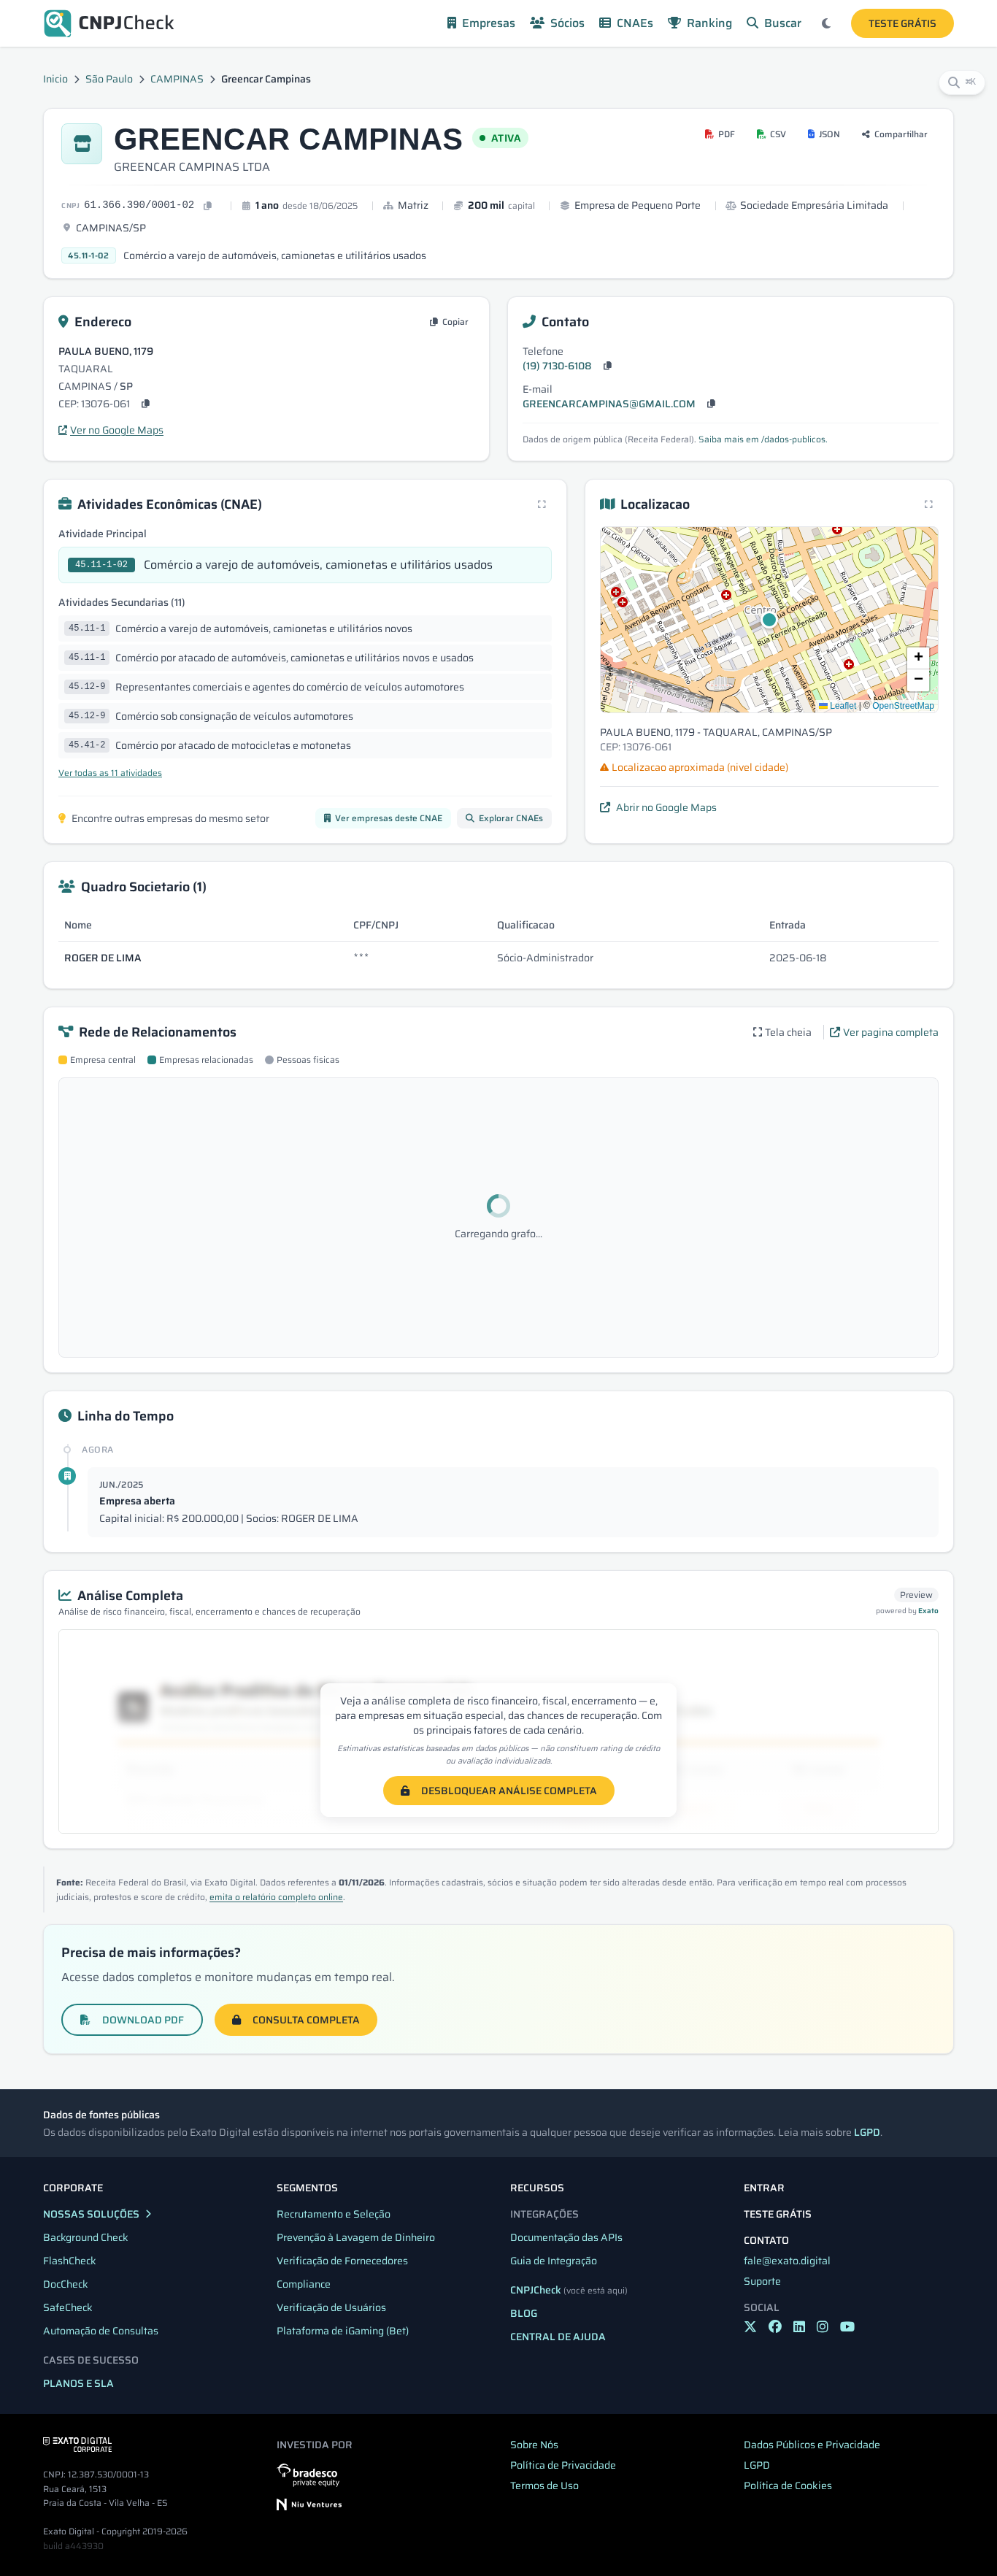 CNPJCheck
Empresas
Sócios
CNAEs
Ranking
Buscar
TESTE GRÁTIS
Inicio > São Paulo > CAMPINAS > Greencar Campinas
⌘K
GREENCAR CAMPINAS
ATIVA
PDF
CSV
JSON
Compartilhar
GREENCAR CAMPINAS LTDA
CNPJ 61.366.390/0001-02
1 ano desde 18/06/2025
Matriz
200 mil capital
Empresa de Pequeno Porte
Sociedade Empresária Limitada
CAMPINAS/SP
45.11-1-02 Comércio a varejo de automóveis, camionetas e utilitários usados
Endereco
Copiar
PAULA BUENO, 1179
TAQUARAL
CAMPINAS / SP
CEP: 13076-061
Ver no Google Maps
Contato
Telefone
(19) 7130-6108
E-mail
GREENCARCAMPINAS@GMAIL.COM
Dados de origem pública (Receita Federal). Saiba mais em /dados-publicos.
Atividades Econômicas (CNAE)
Atividade Principal
45.11-1-02 Comércio a varejo de automóveis, camionetas e utilitários usados
Atividades Secundarias (11)
45.11-1 Comércio a varejo de automóveis, camionetas e utilitários novos
45.11-1 Comércio por atacado de automóveis, camionetas e utilitários novos e usados
45.12-9 Representantes comerciais e agentes do comércio de veículos automotores
45.12-9 Comércio sob consignação de veículos automotores
45.41-2 Comércio por atacado de motocicletas e motonetas
Ver todas as 11 atividades
Encontre outras empresas do mesmo setor
Ver empresas deste CNAE
Explorar CNAEs
Localizacao
Centro
Avenida Benjamin Constant
Rua Ferreira Penteado
Avenida Moraes Sales
Rua 13 de Maio
Rua Costa Aguiar
Ferrovia Paulista
+
−
Leaflet | © OpenStreetMap
PAULA BUENO, 1179 - TAQUARAL, CAMPINAS/SP
CEP: 13076-061
Localizacao aproximada (nivel cidade)
Abrir no Google Maps
Quadro Societario (1)
Nome CPF/CNPJ Qualificacao Entrada
ROGER DE LIMA *** Sócio-Administrador 2025-06-18
Rede de Relacionamentos
Tela cheia
Ver pagina completa
Empresa central
Empresas relacionadas
Pessoas fisicas
Carregando grafo...
Linha do Tempo
AGORA
JUN./2025
Empresa aberta
Capital inicial: R$ 200.000,00 | Socios: ROGER DE LIMA
Análise Completa
Preview
Análise de risco financeiro, fiscal, encerramento e chances de recuperação
powered by Exato
Veja a análise completa de risco financeiro, fiscal, encerramento — e,
para empresas em situação especial, das chances de recuperação. Com
os principais fatores de cada cenário.
Estimativas estatísticas baseadas em dados públicos — não constituem rating de crédito
ou avaliação individualizada.
DESBLOQUEAR ANÁLISE COMPLETA
Fonte: Receita Federal do Brasil, via Exato Digital. Dados referentes a 01/11/2026. Informações cadastrais, sócios e situação podem ter sido alteradas desde então. Para verificação em tempo real com processos
judiciais, protestos e score de crédito, emita o relatório completo online.
Precisa de mais informações?
Acesse dados completos e monitore mudanças em tempo real.
DOWNLOAD PDF
CONSULTA COMPLETA
Dados de fontes públicas
Os dados disponibilizados pelo Exato Digital estão disponíveis na internet nos portais governamentais a qualquer pessoa que deseje verificar as informações. Leia mais sobre LGPD.
CORPORATE
NOSSAS SOLUÇÕES
Background Check
FlashCheck
DocCheck
SafeCheck
Automação de Consultas
CASES DE SUCESSO
PLANOS E SLA
SEGMENTOS
Recrutamento e Seleção
Prevenção à Lavagem de Dinheiro
Verificação de Fornecedores
Compliance
Verificação de Usuários
Plataforma de iGaming (Bet)
RECURSOS
INTEGRAÇÕES
Documentação das APIs
Guia de Integração
CNPJCheck (você está aqui)
BLOG
CENTRAL DE AJUDA
ENTRAR
TESTE GRÁTIS
CONTATO
fale@exato.digital
Suporte
SOCIAL
EXATO DIGITAL
CORPORATE
CNPJ: 12.387.530/0001-13
Rua Ceará, 1513
Praia da Costa - Vila Velha - ES
Exato Digital - Copyright 2019-2026
build a443930
INVESTIDA POR
bradesco
private equity
Niu Ventures
Sobre Nós
Política de Privacidade
Termos de Uso
Dados Públicos e Privacidade
LGPD
Política de Cookies